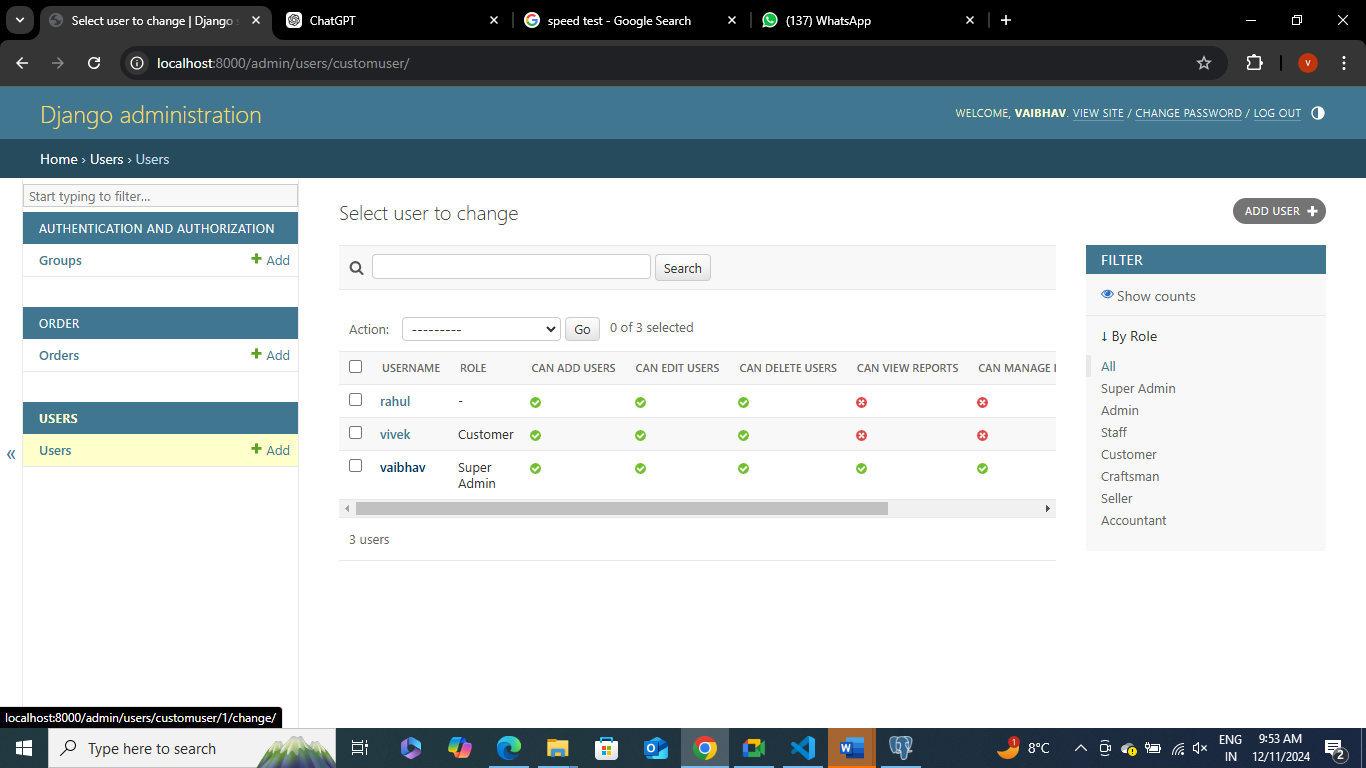 Select user to change | Django s
ChatGPT
speed test - Google Search
(137) WhatsApp
localhost:8000/admin/users/customuser/
V
Django administration
WELCOME, VAIBHAV. VIEW SITE / CHANGE PASSWORD / LOG OUT
Home › Users › Users
Start typing to filter...
AUTHENTICATION AND AUTHORIZATION
Groups
Add
ORDER
Orders
Add
USERS
Users
Add
«
Select user to change
ADD USER
Search
Action:
---------
Go
0 of 3 selected
USERNAME ROLE CAN ADD USERS CAN EDIT USERS CAN DELETE USERS CAN VIEW REPORTS CAN MANAGE
rahul -
vivek Customer
vaibhav Super
Admin
3 users
FILTER
Show counts
↓ By Role
All
Super Admin
Admin
Staff
Customer
Craftsman
Seller
Accountant
localhost:8000/admin/users/customuser/1/change/
Type here to search
1
8°C
ENG
IN
9:53 AM
12/11/2024
2